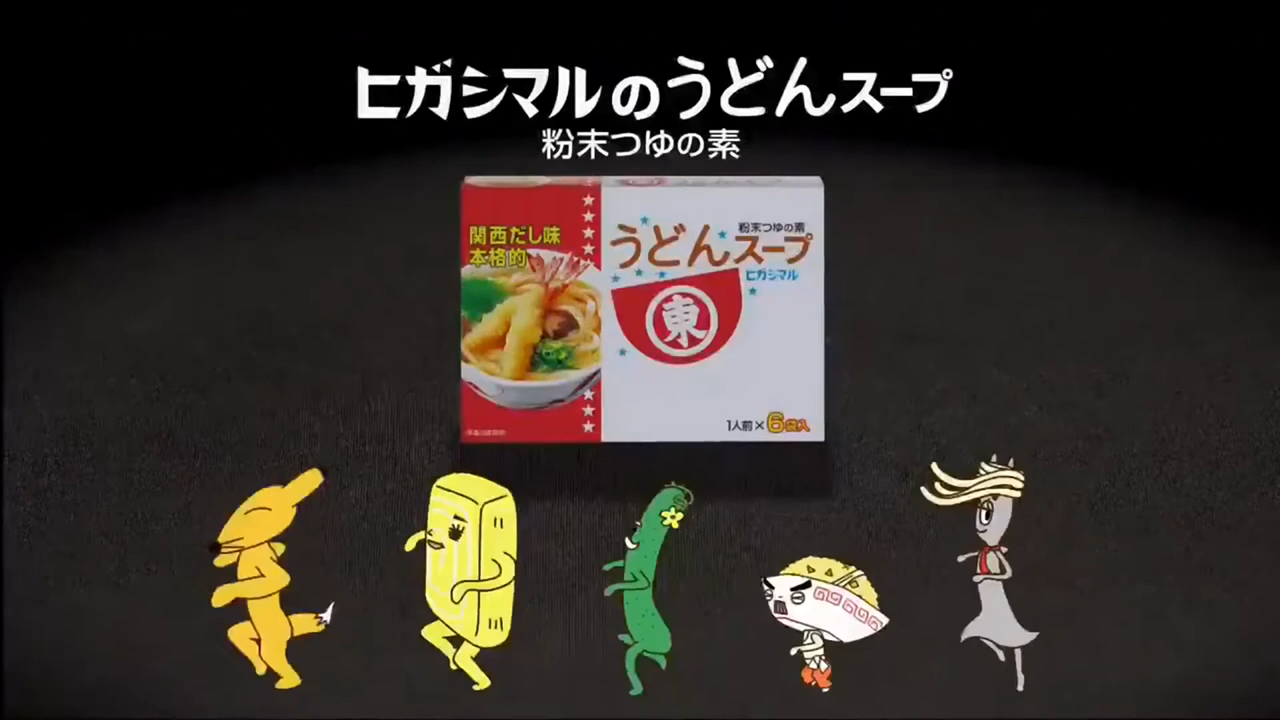 ヒガシマルのうどんスープ
粉末つゆの素
関西だし味
本格的
粉末つゆの素
うどんスープ
ヒガシマル
東
1人前×6袋入